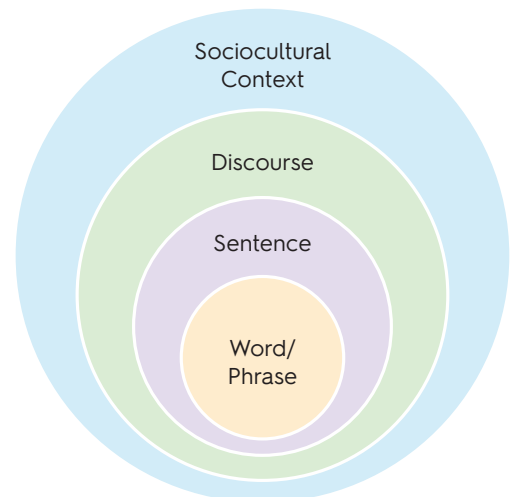 Sociocultural
Context
Discourse
Sentence
Word/
Phrase